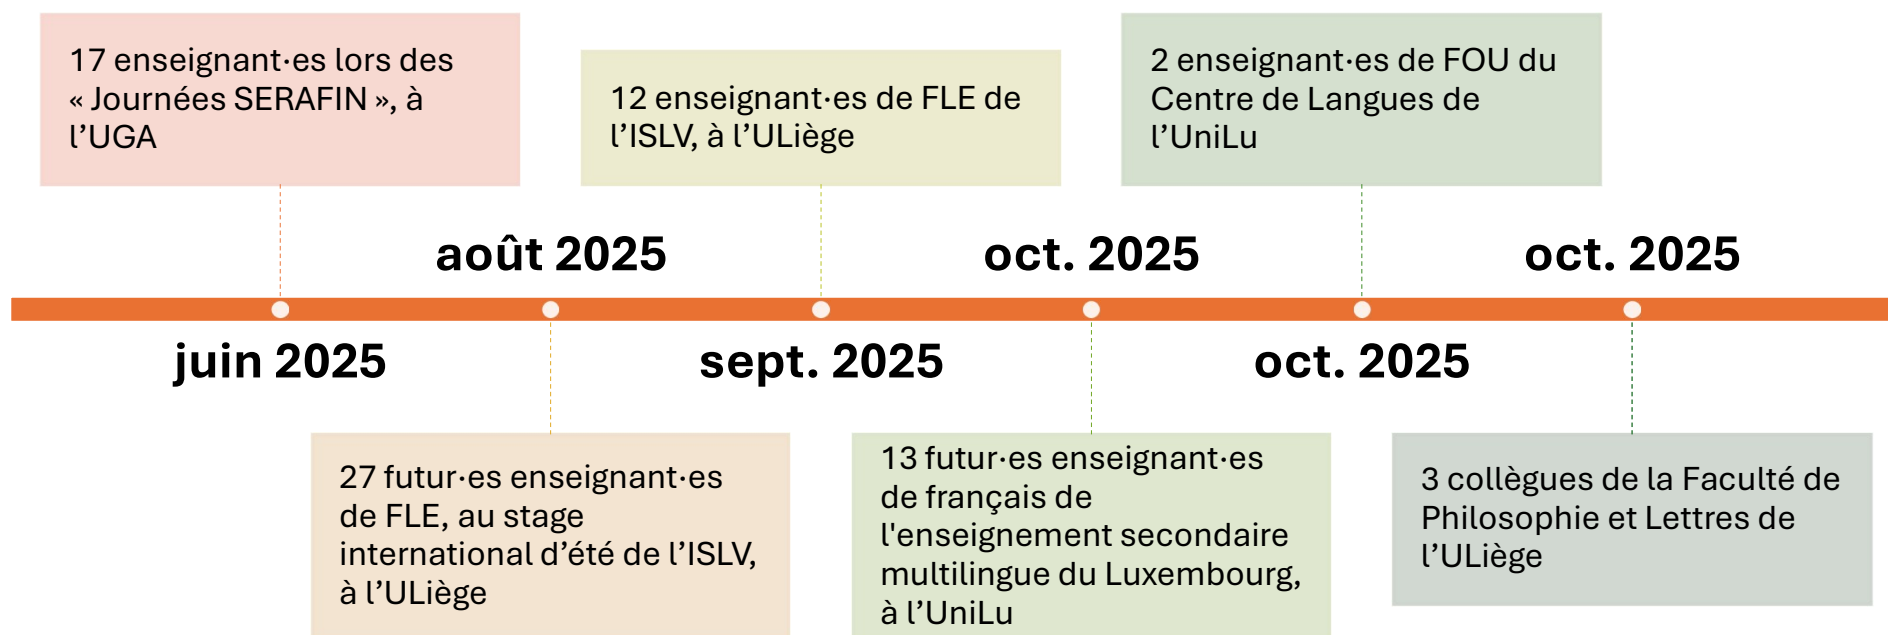 17 enseignant·es lors des
« Journées SERAFIN », à
l’UGA
12 enseignant·es de FLE de
l’ISLV, à l’ULiège
2 enseignant·es de FOU du
Centre de Langues de
l’UniLu
août 2025
oct. 2025
oct. 2025
juin 2025
sept. 2025
oct. 2025
27 futur·es enseignant·es
de FLE, au stage
international d’été de l’ISLV,
à l’ULiège
13 futur·es enseignant·es
de français de
l'enseignement secondaire
multilingue du Luxembourg,
à l’UniLu
3 collègues de la Faculté de
Philosophie et Lettres de
l’ULiège